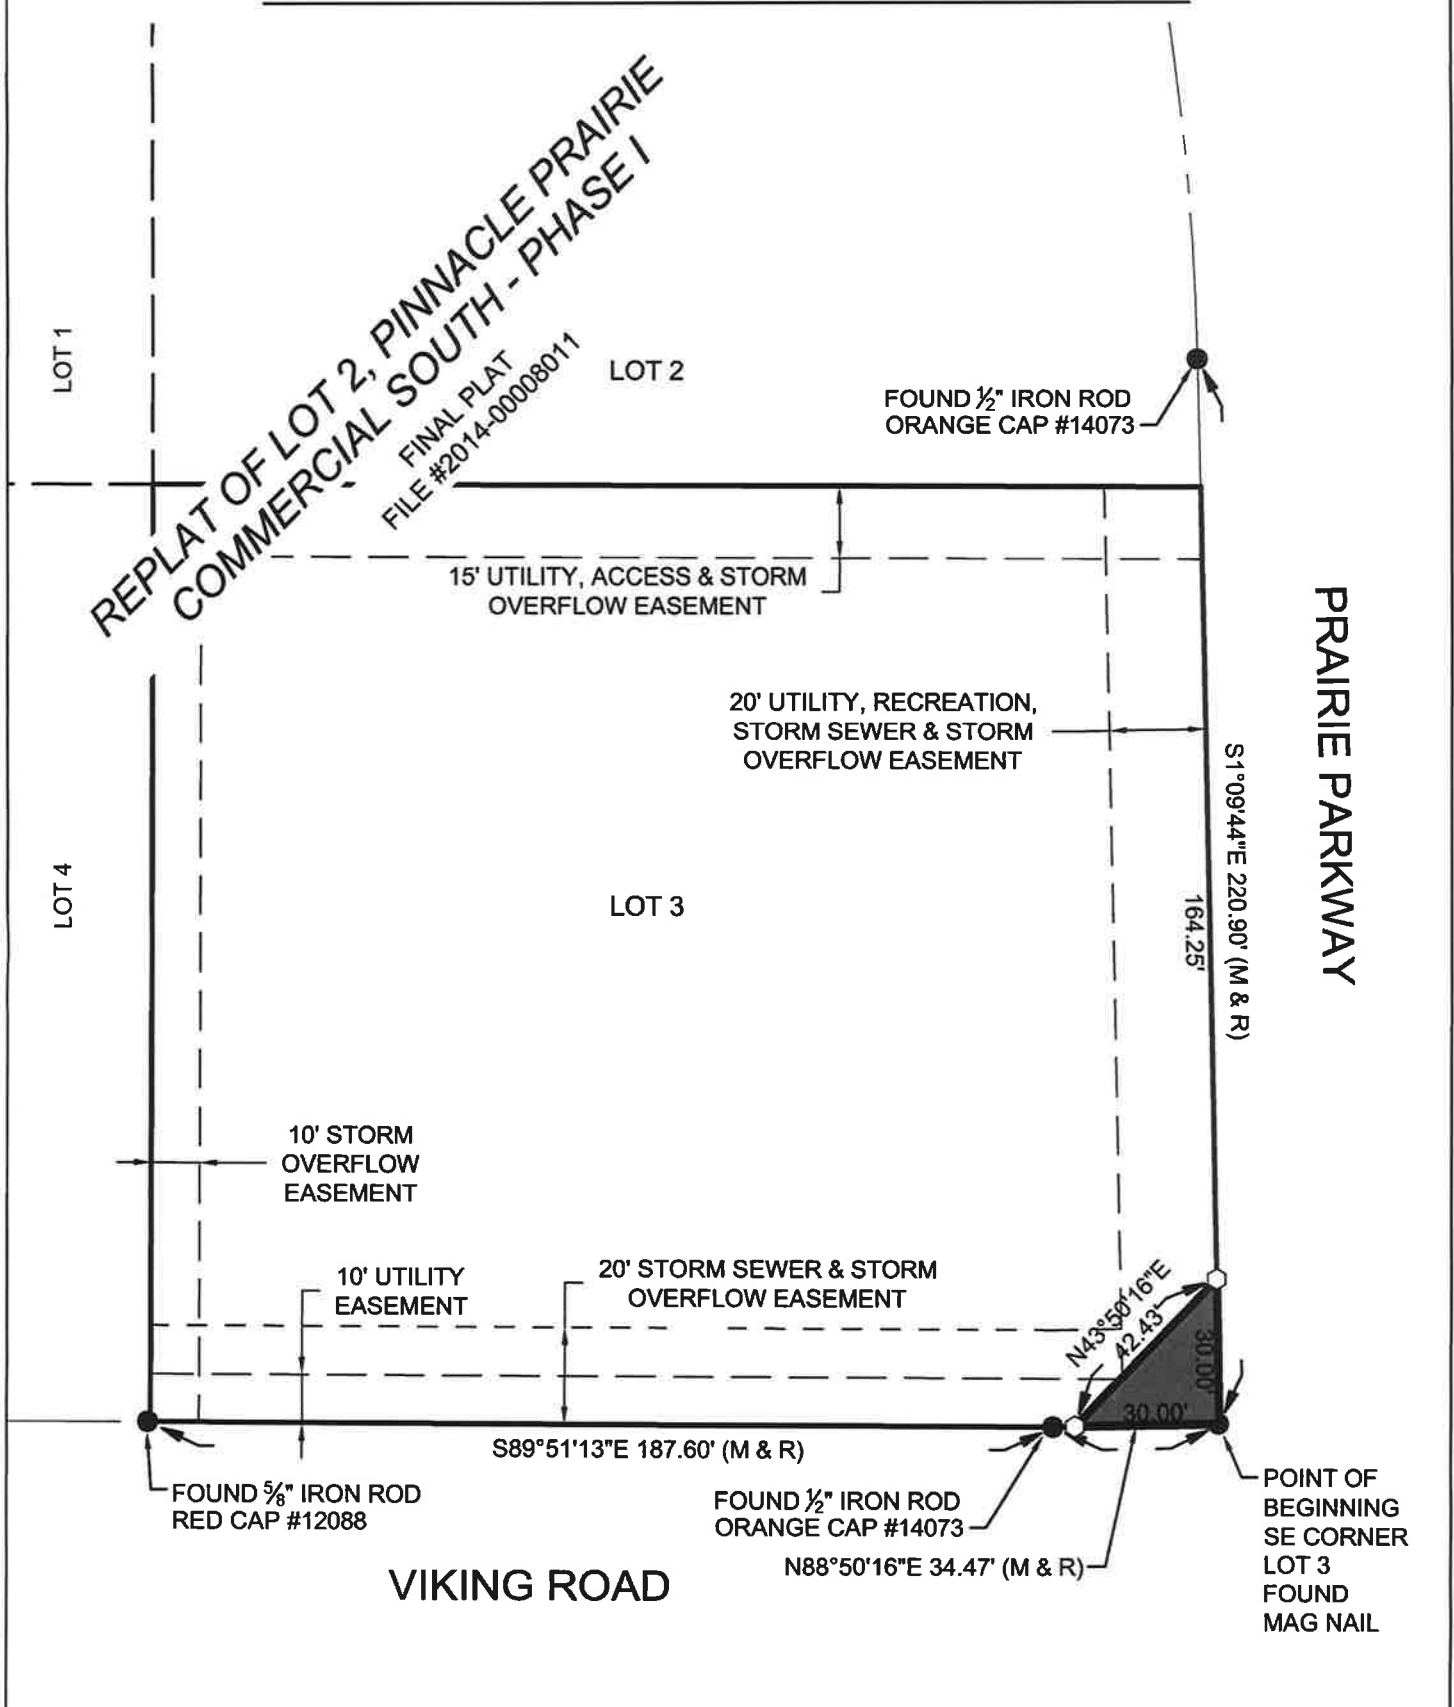 REPLAT OF LOT 2, PINNACLE PRAIRIE
COMMERCIAL SOUTH - PHASE I
FINAL PLAT
FILE #2014-00008011
LOT 1
LOT 2
FOUND ½" IRON ROD
ORANGE CAP #14073
15' UTILITY, ACCESS & STORM
OVERFLOW EASEMENT
20' UTILITY, RECREATION,
STORM SEWER & STORM
OVERFLOW EASEMENT
PRAIRIE PARKWAY
S1°09'44"E 220.90' (M & R)
164.25'
LOT 4
LOT 3
10' STORM
OVERFLOW
EASEMENT
10' UTILITY
EASEMENT
20' STORM SEWER & STORM
OVERFLOW EASEMENT
N43°50'16"E
42.43'
30.00'
30.00'
S89°51'13"E 187.60' (M & R)
FOUND ⅝" IRON ROD
RED CAP #12088
FOUND ½" IRON ROD
ORANGE CAP #14073
N88°50'16"E 34.47' (M & R)
POINT OF
BEGINNING
SE CORNER
LOT 3
FOUND
MAG NAIL
VIKING ROAD